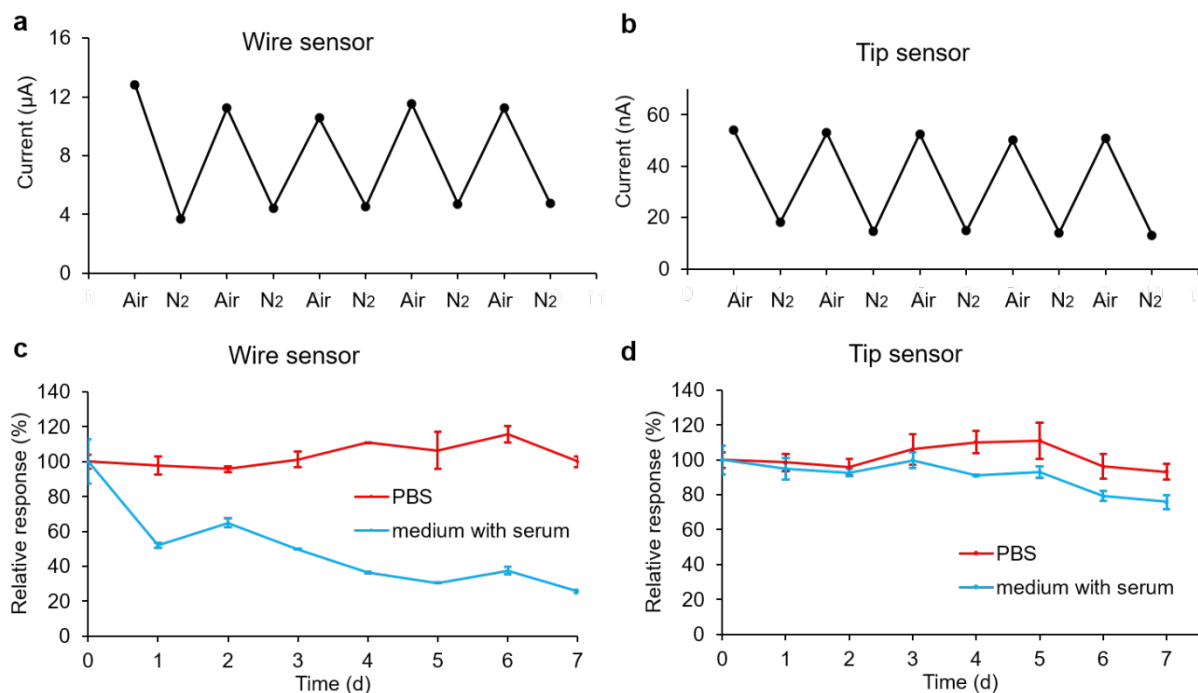 a
Wire sensor
Current (µA)
16
12
8
4
0
Air N2 Air N2 Air N2 Air N2 Air N2
b
Tip sensor
Current (nA)
60
40
20
0
Air N2 Air N2 Air N2 Air N2 Air N2
c
Wire sensor
Relative response (%)
140
120
100
80
60
40
20
0
PBS
medium with serum
0 1 2 3 4 5 6 7
Time (d)
d
Tip sensor
Relative response (%)
140
120
100
80
60
40
20
0
PBS
medium with serum
0 1 2 3 4 5 6 7
Time (d)